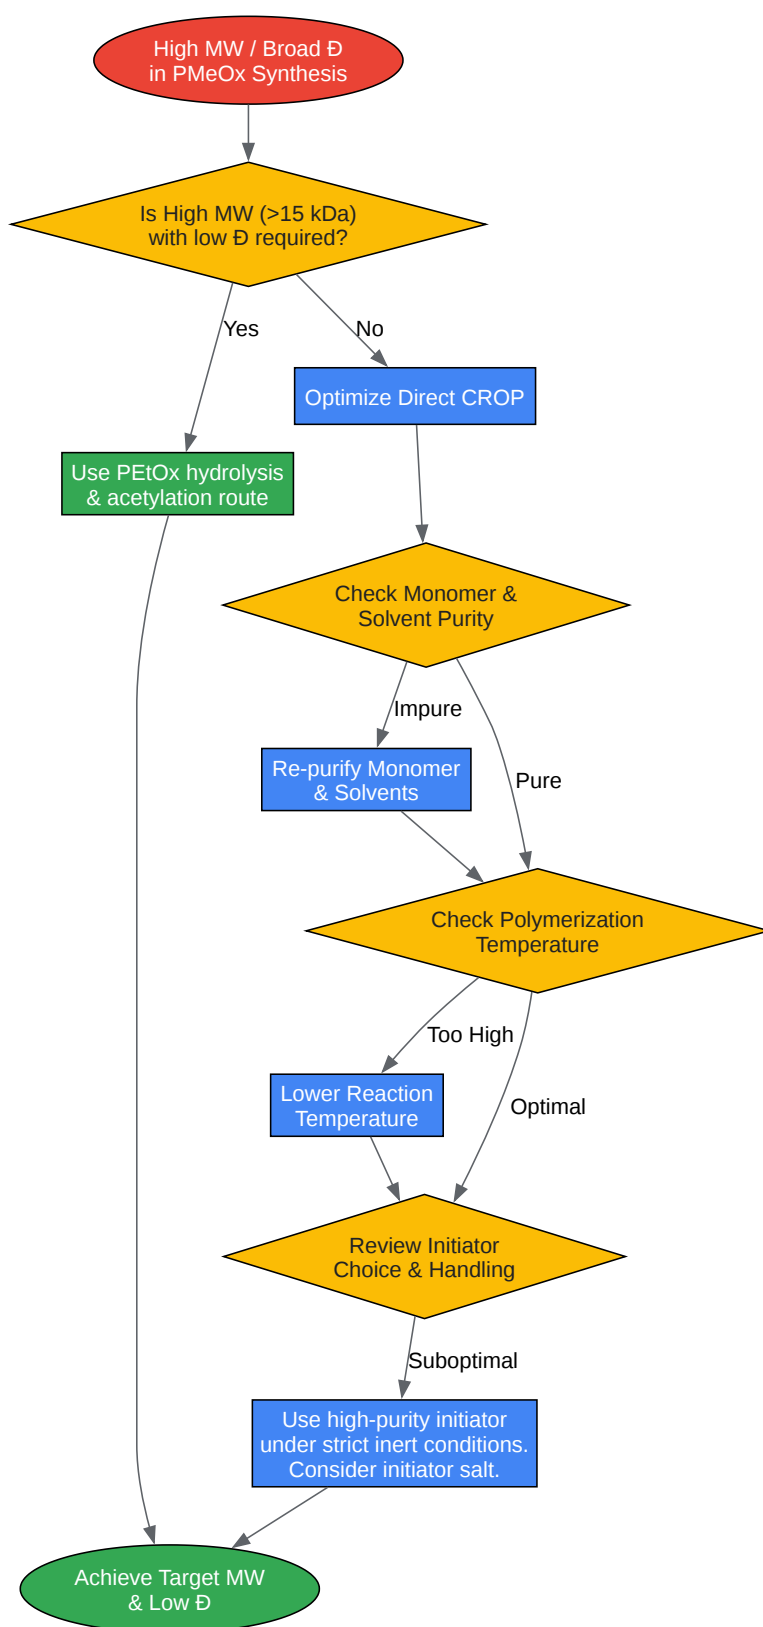 High MW / Broad Đ
in PMeOx Synthesis
Is High MW (>15 kDa)
with low Đ required?
Yes
No
Optimize Direct CROP
Use PEtOx hydrolysis
& acetylation route
Check Monomer &
Solvent Purity
Impure
Re-purify Monomer
& Solvents
Pure
Check Polymerization
Temperature
Too High
Lower Reaction
Temperature
Optimal
Review Initiator
Choice & Handling
Suboptimal
Use high-purity initiator
under strict inert conditions.
Consider initiator salt.
Achieve Target MW
& Low Đ